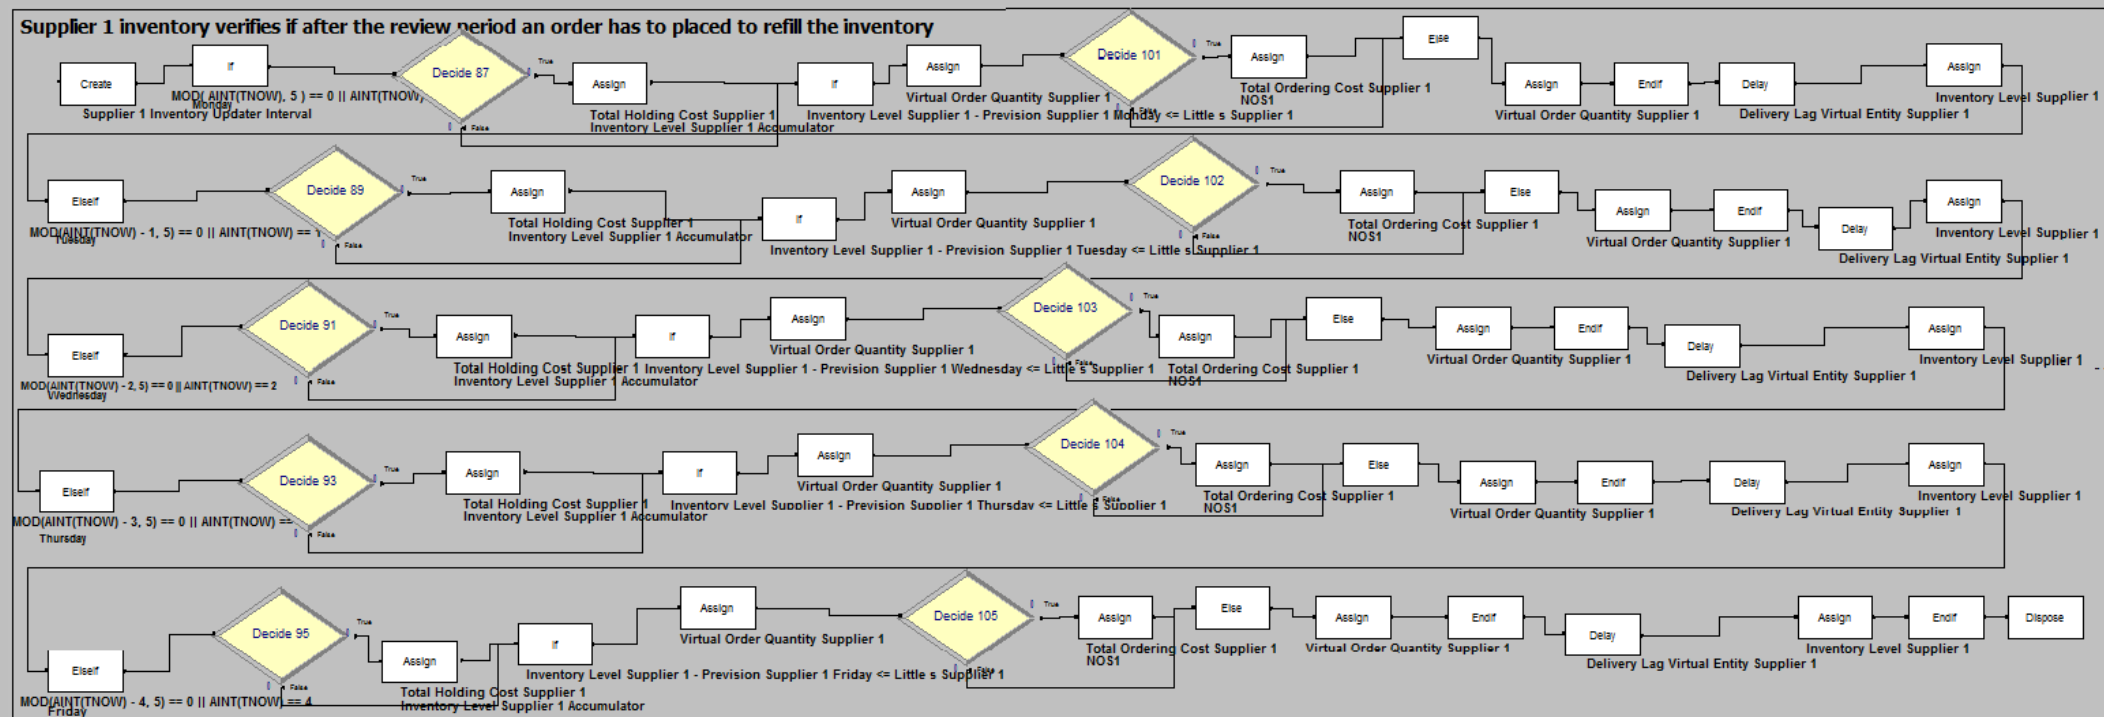 Supplier 1 inventory verifies if after the review period an order has to placed to refill the inventory
Create
Supplier 1 Inventory Updater Interval
If
MOD( AINT(TNOW), 5 ) == 0 || AINT(TNOW)
Monday
Decide 87
True
False
Assign
Total Holding Cost Supplier 1
Inventory Level Supplier 1 Accumulator
If
Inventory Level Supplier 1 - Prevision Supplier 1 Monday <= Little s Supplier 1
Assign
Virtual Order Quantity Supplier 1
Decide 101
True
False
Assign
Total Ordering Cost Supplier 1
NOS1
Else
Assign
Virtual Order Quantity Supplier 1
Endif
Delay
Delivery Lag Virtual Entity Supplier 1
Assign
Inventory Level Supplier 1
Elseif
MOD(AINT(TNOW) - 1, 5) == 0 || AINT(TNOW) == 1
Tuesday
Decide 89
True
False
Assign
Total Holding Cost Supplier 1
Inventory Level Supplier 1 Accumulator
If
Inventory Level Supplier 1 - Prevision Supplier 1 Tuesday <= Little s Supplier 1
Assign
Virtual Order Quantity Supplier 1
Decide 102
True
False
Assign
Total Ordering Cost Supplier 1
NOS1
Else
Assign
Virtual Order Quantity Supplier 1
Endif
Delay
Delivery Lag Virtual Entity Supplier 1
Assign
Inventory Level Supplier 1
Elseif
MOD(AINT(TNOW) - 2, 5) == 0 || AINT(TNOW) == 2
Wednesday
Decide 91
True
False
Assign
Total Holding Cost Supplier 1
Inventory Level Supplier 1 Accumulator
If
Inventory Level Supplier 1 - Prevision Supplier 1 Wednesday <= Little s Supplier 1
Assign
Virtual Order Quantity Supplier 1
Decide 103
True
False
Assign
Total Ordering Cost Supplier 1
NOS1
Else
Assign
Virtual Order Quantity Supplier 1
Endif
Delay
Delivery Lag Virtual Entity Supplier 1
Assign
Inventory Level Supplier 1
Elseif
MOD(AINT(TNOW) - 3, 5) == 0 || AINT(TNOW) ==
Thursday
Decide 93
True
False
Assign
Total Holding Cost Supplier 1
Inventory Level Supplier 1 Accumulator
If
Inventory Level Supplier 1 - Prevision Supplier 1 Thursday <= Little s Supplier 1
Assign
Virtual Order Quantity Supplier 1
Decide 104
True
False
Assign
Total Ordering Cost Supplier 1
NOS1
Else
Assign
Virtual Order Quantity Supplier 1
Endif
Delay
Delivery Lag Virtual Entity Supplier 1
Assign
Inventory Level Supplier 1
Elseif
MOD(AINT(TNOW) - 4, 5) == 0 || AINT(TNOW) == 4
Friday
Decide 95
True
False
Assign
Total Holding Cost Supplier 1
Inventory Level Supplier 1 Accumulator
If
Inventory Level Supplier 1 - Prevision Supplier 1 Friday <= Little s Supplier 1
Assign
Virtual Order Quantity Supplier 1
Decide 105
True
False
Assign
Total Ordering Cost Supplier 1
NOS1
Else
Assign
Virtual Order Quantity Supplier 1
Endif
Delay
Delivery Lag Virtual Entity Supplier 1
Assign
Inventory Level Supplier 1
Endif
Dispose